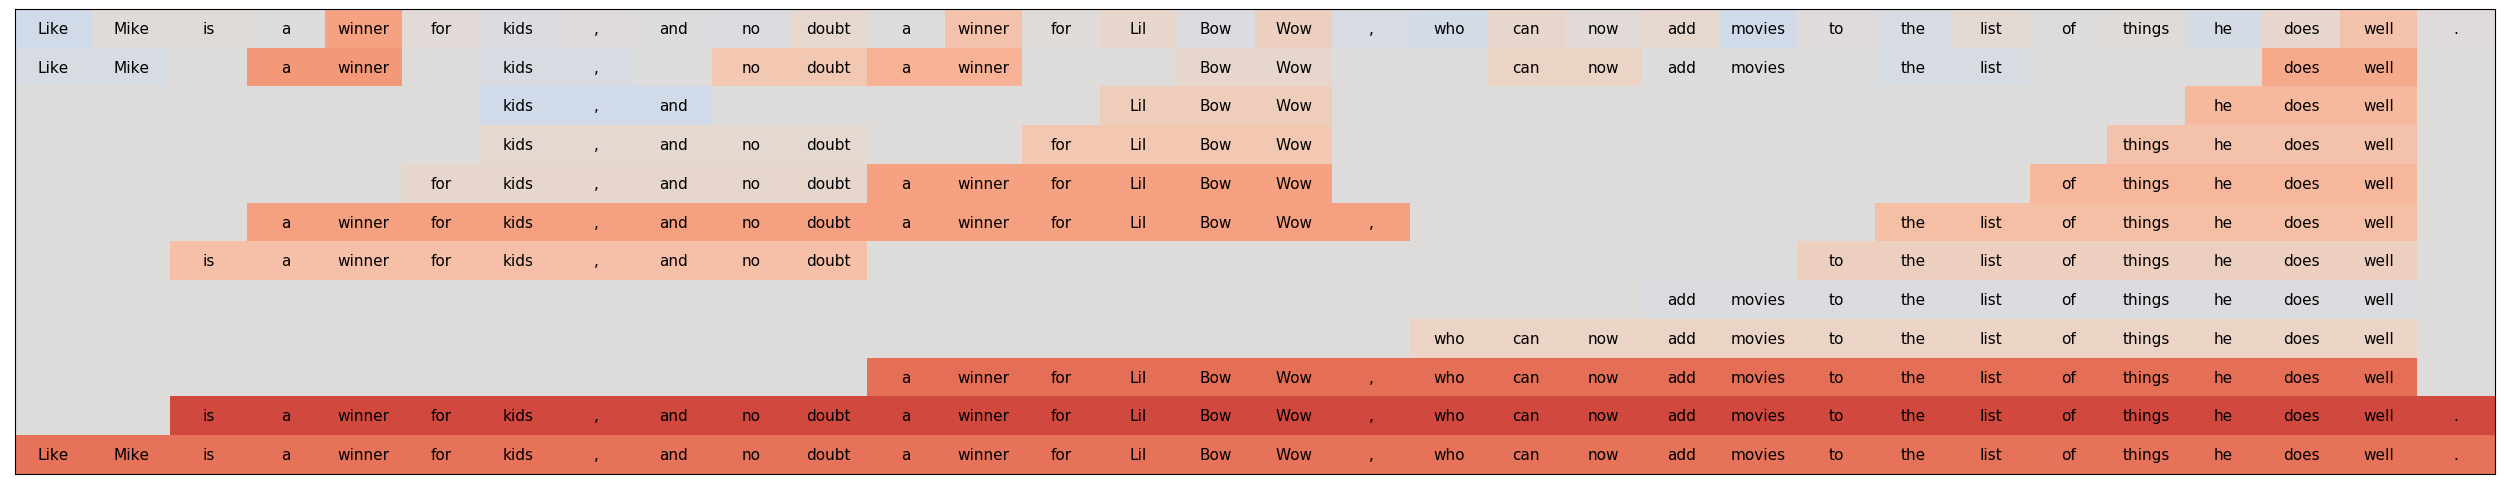 Like Mike is a winner for kids , and no doubt a winner for Lil Bow Wow , who can now add movies to the list of things he does well .
Like Mike a winner kids , no doubt a winner Bow Wow can now add movies the list does well
kids , and Lil Bow Wow he does well
kids , and no doubt for Lil Bow Wow things he does well
for kids , and no doubt a winner for Lil Bow Wow of things he does well
a winner for kids , and no doubt a winner for Lil Bow Wow , the list of things he does well
is a winner for kids , and no doubt to the list of things he does well
add movies to the list of things he does well
who can now add movies to the list of things he does well
a winner for Lil Bow Wow , who can now add movies to the list of things he does well
is a winner for kids , and no doubt a winner for Lil Bow Wow , who can now add movies to the list of things he does well .
Like Mike is a winner for kids , and no doubt a winner for Lil Bow Wow , who can now add movies to the list of things he does well .